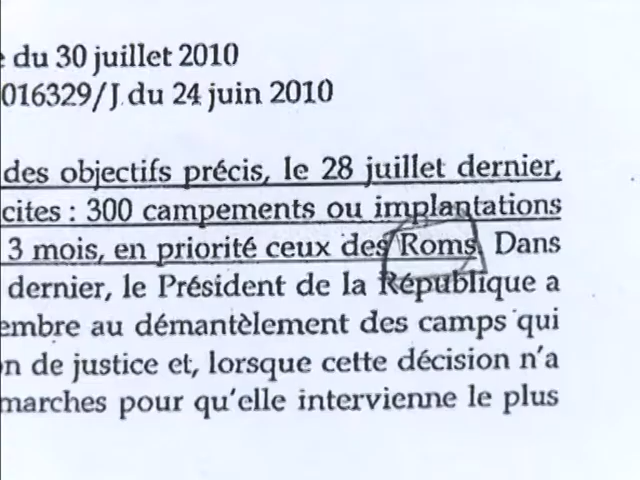 du 30 juillet 2010
016329/J du 24 juin 2010
des objectifs précis, le 28 juillet dernier,
cites : 300 campements ou implantations
3 mois, en priorité ceux des Roms. Dans
dernier, le Président de la République a
embre au démantèlement des camps qui
n de justice et, lorsque cette décision n'a
marches pour qu'elle intervienne le plus